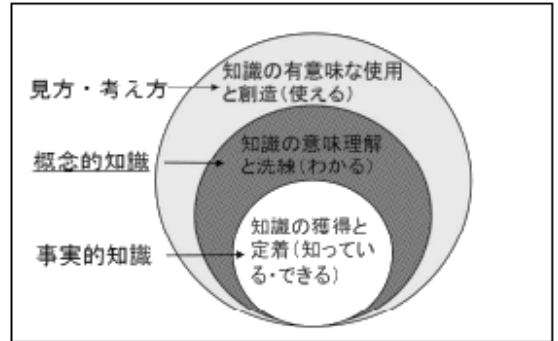 見方・考え方
知識の有意味な使用
と創造(使える)
概念的知識
知識の意味理解
と洗練(わかる)
事実的知識
知識の獲得と
定着(知ってい
る・できる)